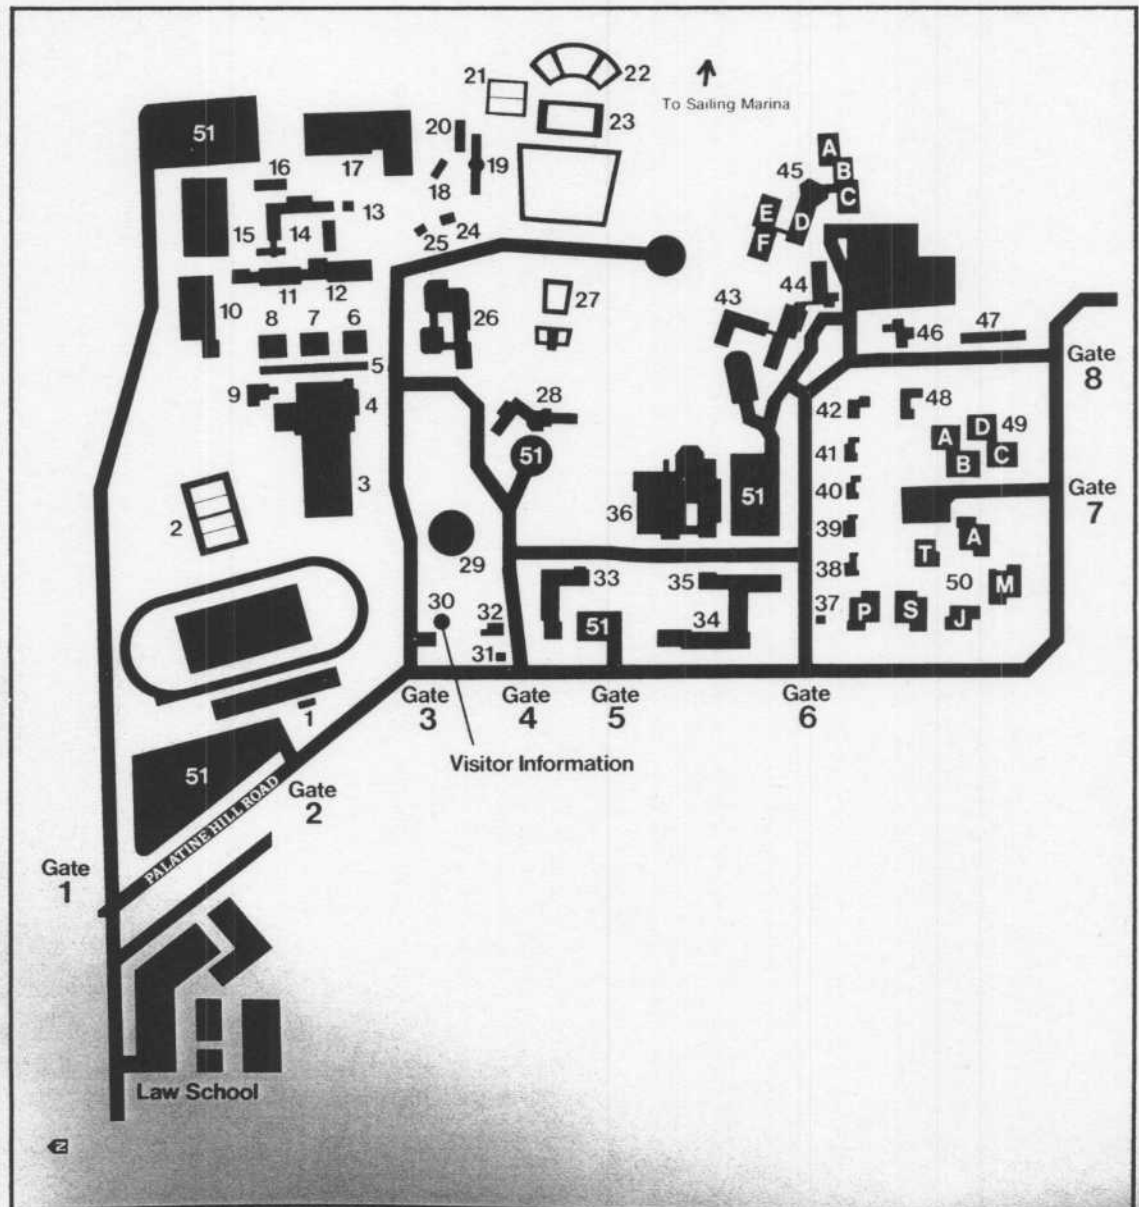 22
21
To Sailing Marina
23
20
51
A
16
17
19
45
B
18
C
E
13
D
24
15
14
25
F
44
27
43
10
11
12
26
46
47
8
7
6
Gate
8
5
9
4
28
42
48
D
49
A
C
51
41
B
3
51
Gate
7
2
36
40
39
A
29
T
38
33
35
50
M
30
37
P
S
J
32
51
34
31
Gate
3
Gate
4
Gate
5
Gate
6
1
Visitor Information
51
Gate
2
PALATINE HILL ROAD
Gate
1
Law School
N